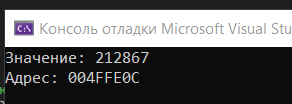 Консоль отладки Microsoft Visual Stu
Значение: 212867
Адрес: 004FFE0C